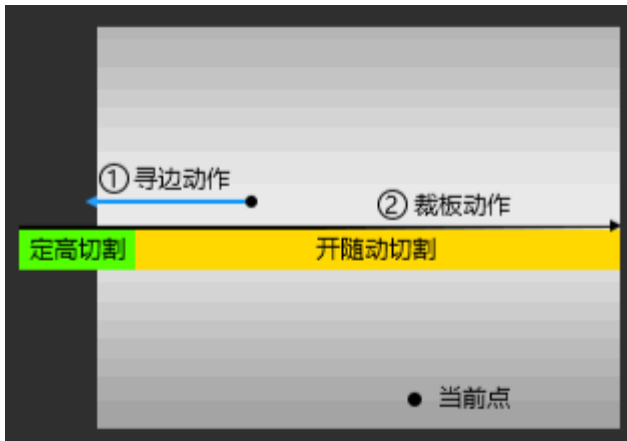 ①寻边动作
②裁板动作
定高切割
开随动切割
当前点